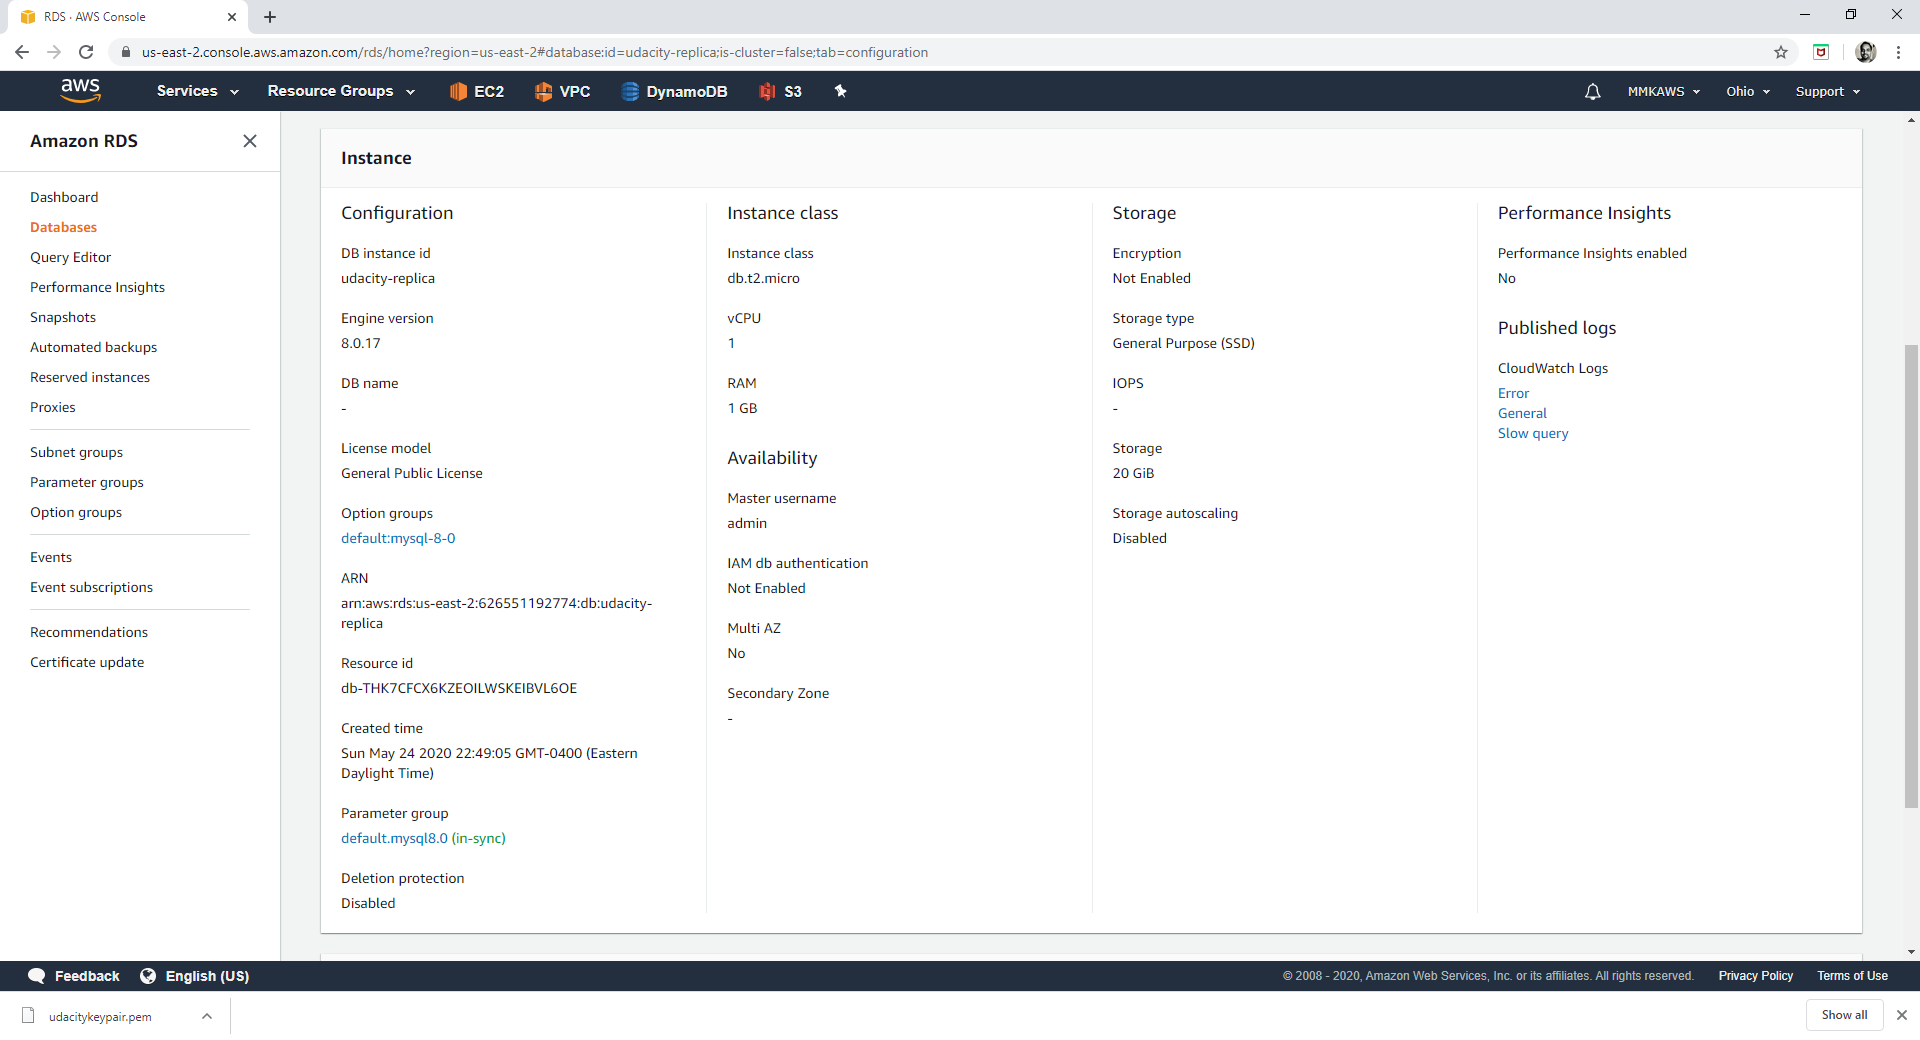 RDS · AWS Console
us-east-2.console.aws.amazon.com/rds/home?region=us-east-2#database:id=udacity-replica;is-cluster=false;tab=configuration
aws Services Resource Groups EC2 VPC DynamoDB S3 MMKAWS Ohio Support
Amazon RDS
Dashboard
Databases
Query Editor
Performance Insights
Snapshots
Automated backups
Reserved instances
Proxies
Subnet groups
Parameter groups
Option groups
Events
Event subscriptions
Recommendations
Certificate update
Instance
Configuration
DB instance id
udacity-replica
Engine version
8.0.17
DB name
-
License model
General Public License
Option groups
default:mysql-8-0
ARN
arn:aws:rds:us-east-2:626551192774:db:udacity-
replica
Resource id
db-THK7CFCX6KZEOILWSKEIBVL6OE
Created time
Sun May 24 2020 22:49:05 GMT-0400 (Eastern
Daylight Time)
Parameter group
default.mysql8.0 (in-sync)
Deletion protection
Disabled
Instance class
Instance class
db.t2.micro
vCPU
1
RAM
1 GB
Availability
Master username
admin
IAM db authentication
Not Enabled
Multi AZ
No
Secondary Zone
-
Storage
Encryption
Not Enabled
Storage type
General Purpose (SSD)
IOPS
-
Storage
20 GiB
Storage autoscaling
Disabled
Performance Insights
Performance Insights enabled
No
Published logs
CloudWatch Logs
Error
General
Slow query
Feedback English (US) © 2008 - 2020, Amazon Web Services, Inc. or its affiliates. All rights reserved. Privacy Policy Terms of Use
udacitykeypair.pem Show all